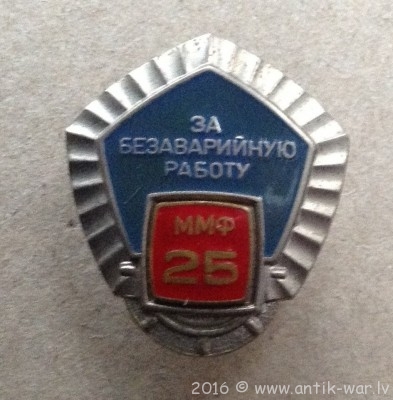 ЗА
БЕЗАВАРИЙНУЮ
РАБОТУ
ММФ
25
2016 © www.antik-war.lv